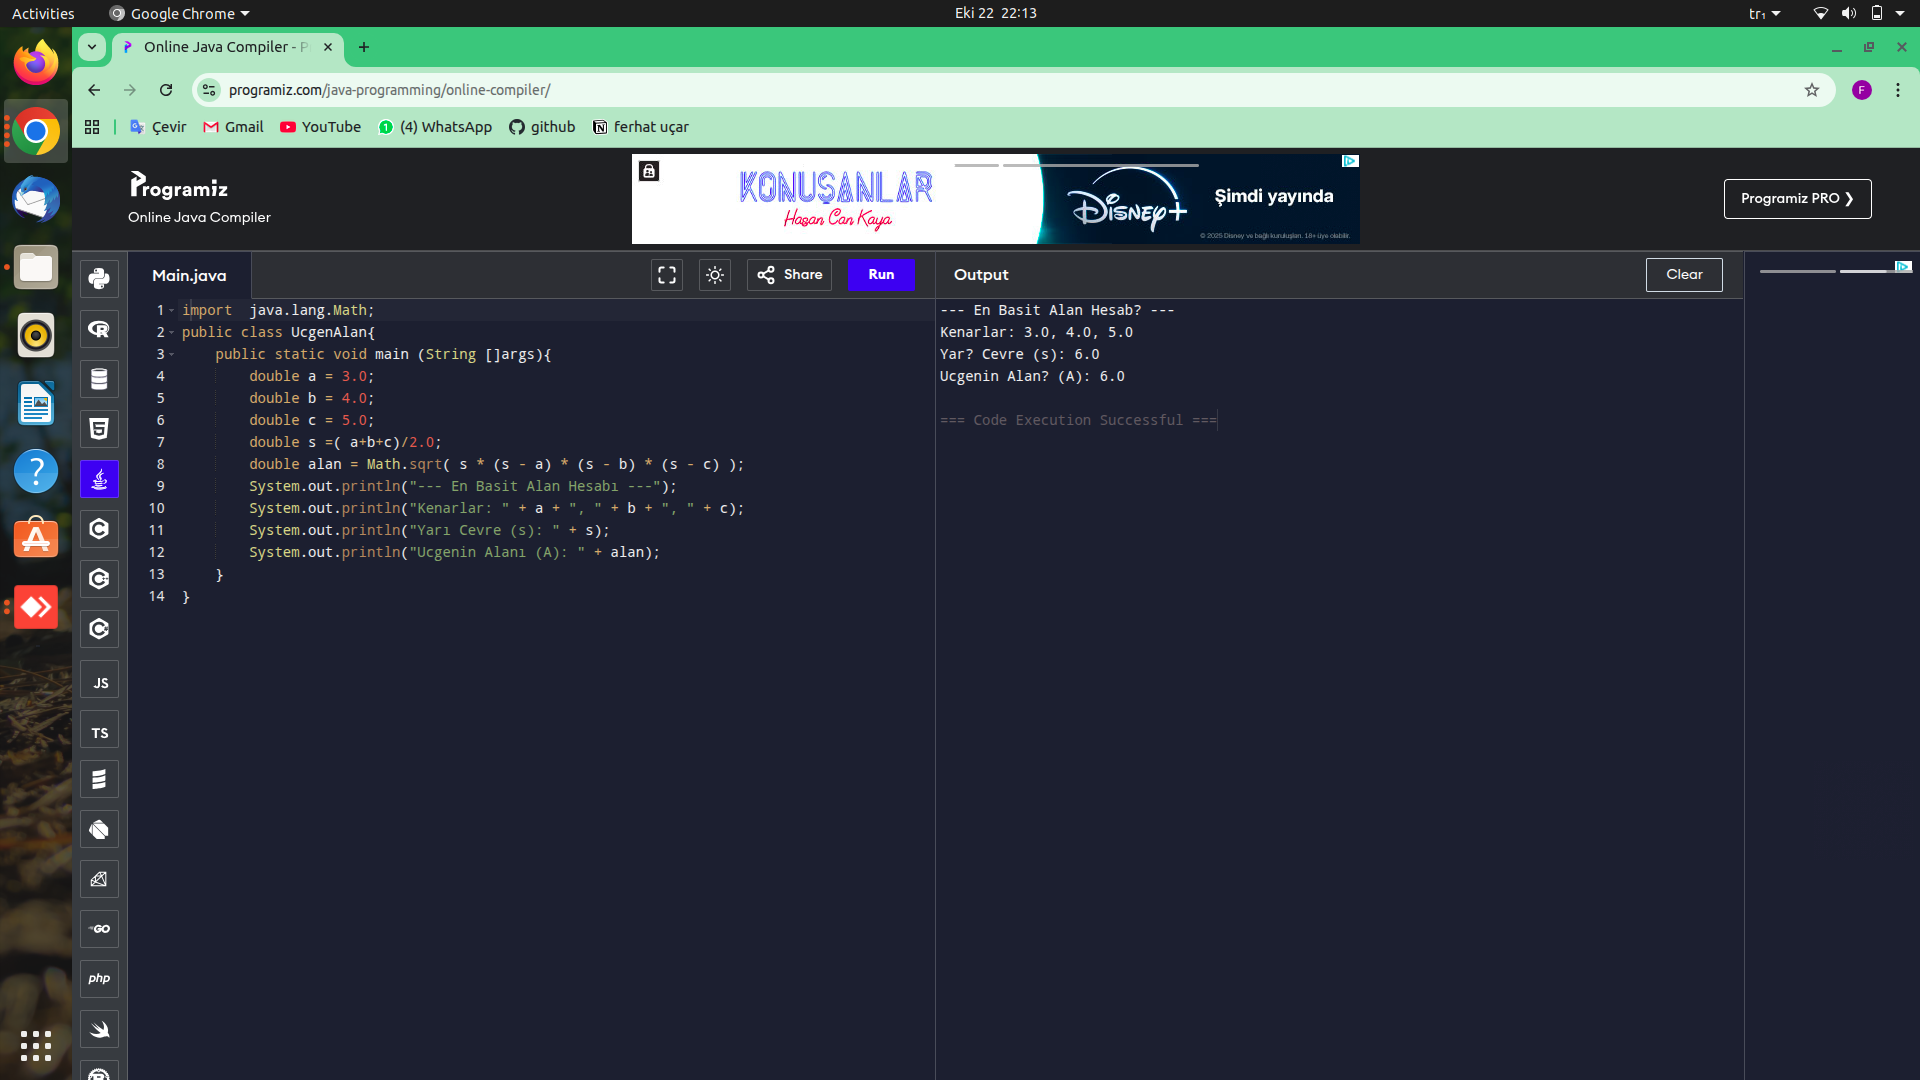 Activities
Google Chrome
Eki 22 22:13
tr₁
Online Java Compiler - P
programiz.com/java-programming/online-compiler/
F
Çevir
Gmail
YouTube
(4) WhatsApp
github
ferhat uçar
Programiz
Online Java Compiler
KONUŞANLAR
Hasan Can Kaya
Disney+
Şimdi yayında
© 2025 Disney ve bağlı kuruluşları. 18+ üye olabilir.
Programiz PRO ❯
Main.java
Share
Run
Output
Clear
1 import  java.lang.Math;
2 public class UcgenAlan{
3     public static void main (String []args){
4         double a = 3.0;
5         double b = 4.0;
6         double c = 5.0;
7         double s =( a+b+c)/2.0;
8         double alan = Math.sqrt( s * (s - a) * (s - b) * (s - c) );
9         System.out.println("--- En Basit Alan Hesabı ---");
10         System.out.println("Kenarlar: " + a + ", " + b + ", " + c);
11         System.out.println("Yarı Cevre (s): " + s);
12         System.out.println("Ucgenin Alanı (A): " + alan);
13     }
14 }
--- En Basit Alan Hesab? ---
Kenarlar: 3.0, 4.0, 5.0
Yar? Cevre (s): 6.0
Ucgenin Alan? (A): 6.0
=== Code Execution Successful ===
JS
TS
GO
php